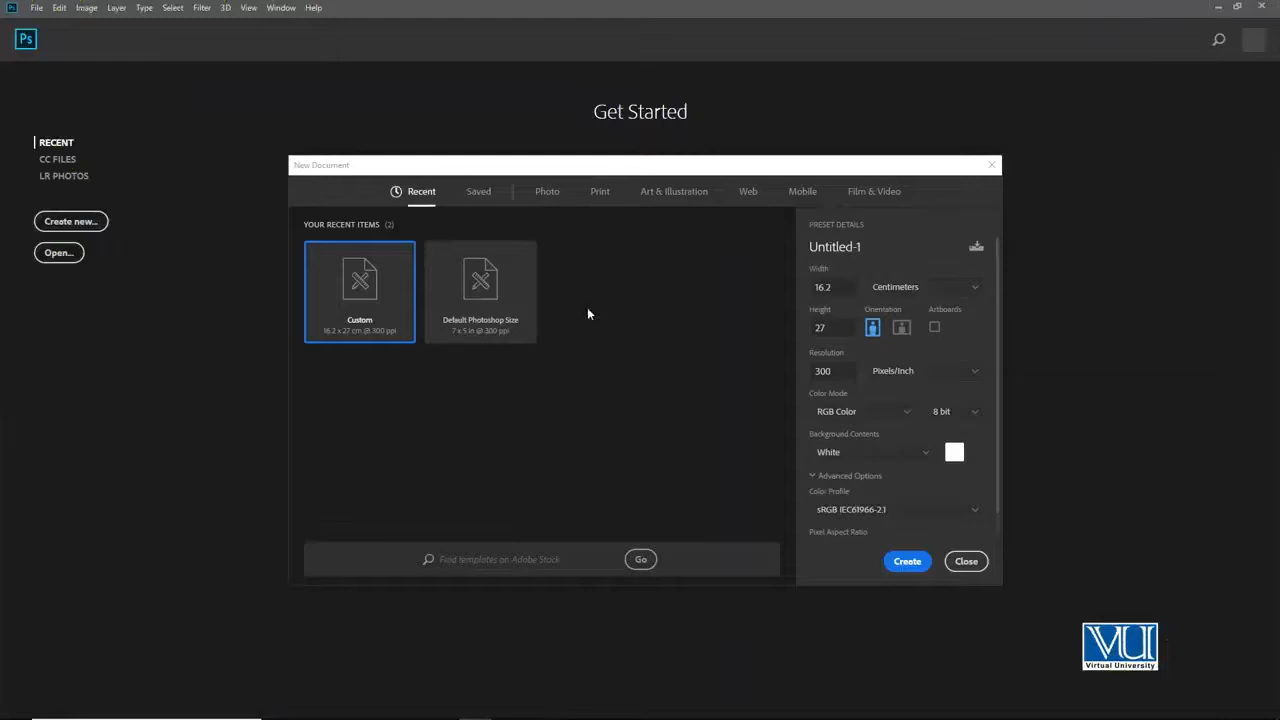 Ps File Edit Image Layer Type Select Filter 3D View Window Help
Ps
Get Started
RECENT
CC FILES
LR PHOTOS
Create new...
Open...
New Document
Recent Saved Photo Print Art & Illustration Web Mobile Film & Video
YOUR RECENT ITEMS (2)
Custom
16.2 x 27 cm @ 300 ppi
Default Photoshop Size
7 x 5 in @ 300 ppi
Find templates on Adobe Stock
Go
PRESET DETAILS
Untitled-1
Width
16.2 Centimeters
Height Orientation Artboards
27
Resolution
300 Pixels/Inch
Color Mode
RGB Color 8 bit
Background Contents
White
Advanced Options
Color Profile
sRGB IEC61966-2.1
Pixel Aspect Ratio
Create Close
VU
Virtual University